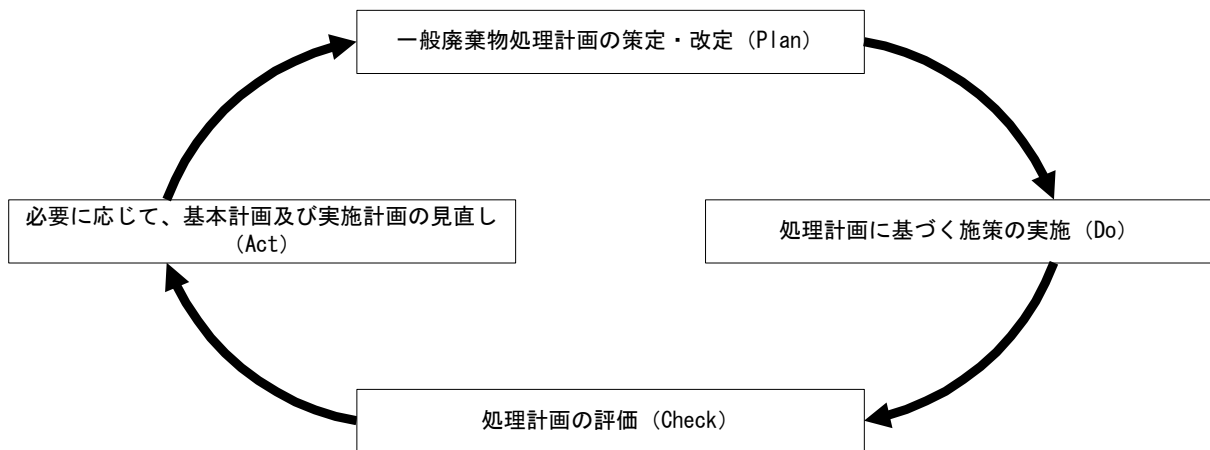 一般廃棄物処理計画の策定・改定（Plan）
必要に応じて、基本計画及び実施計画の見直し
（Act）
処理計画に基づく施策の実施（Do）
処理計画の評価（Check）